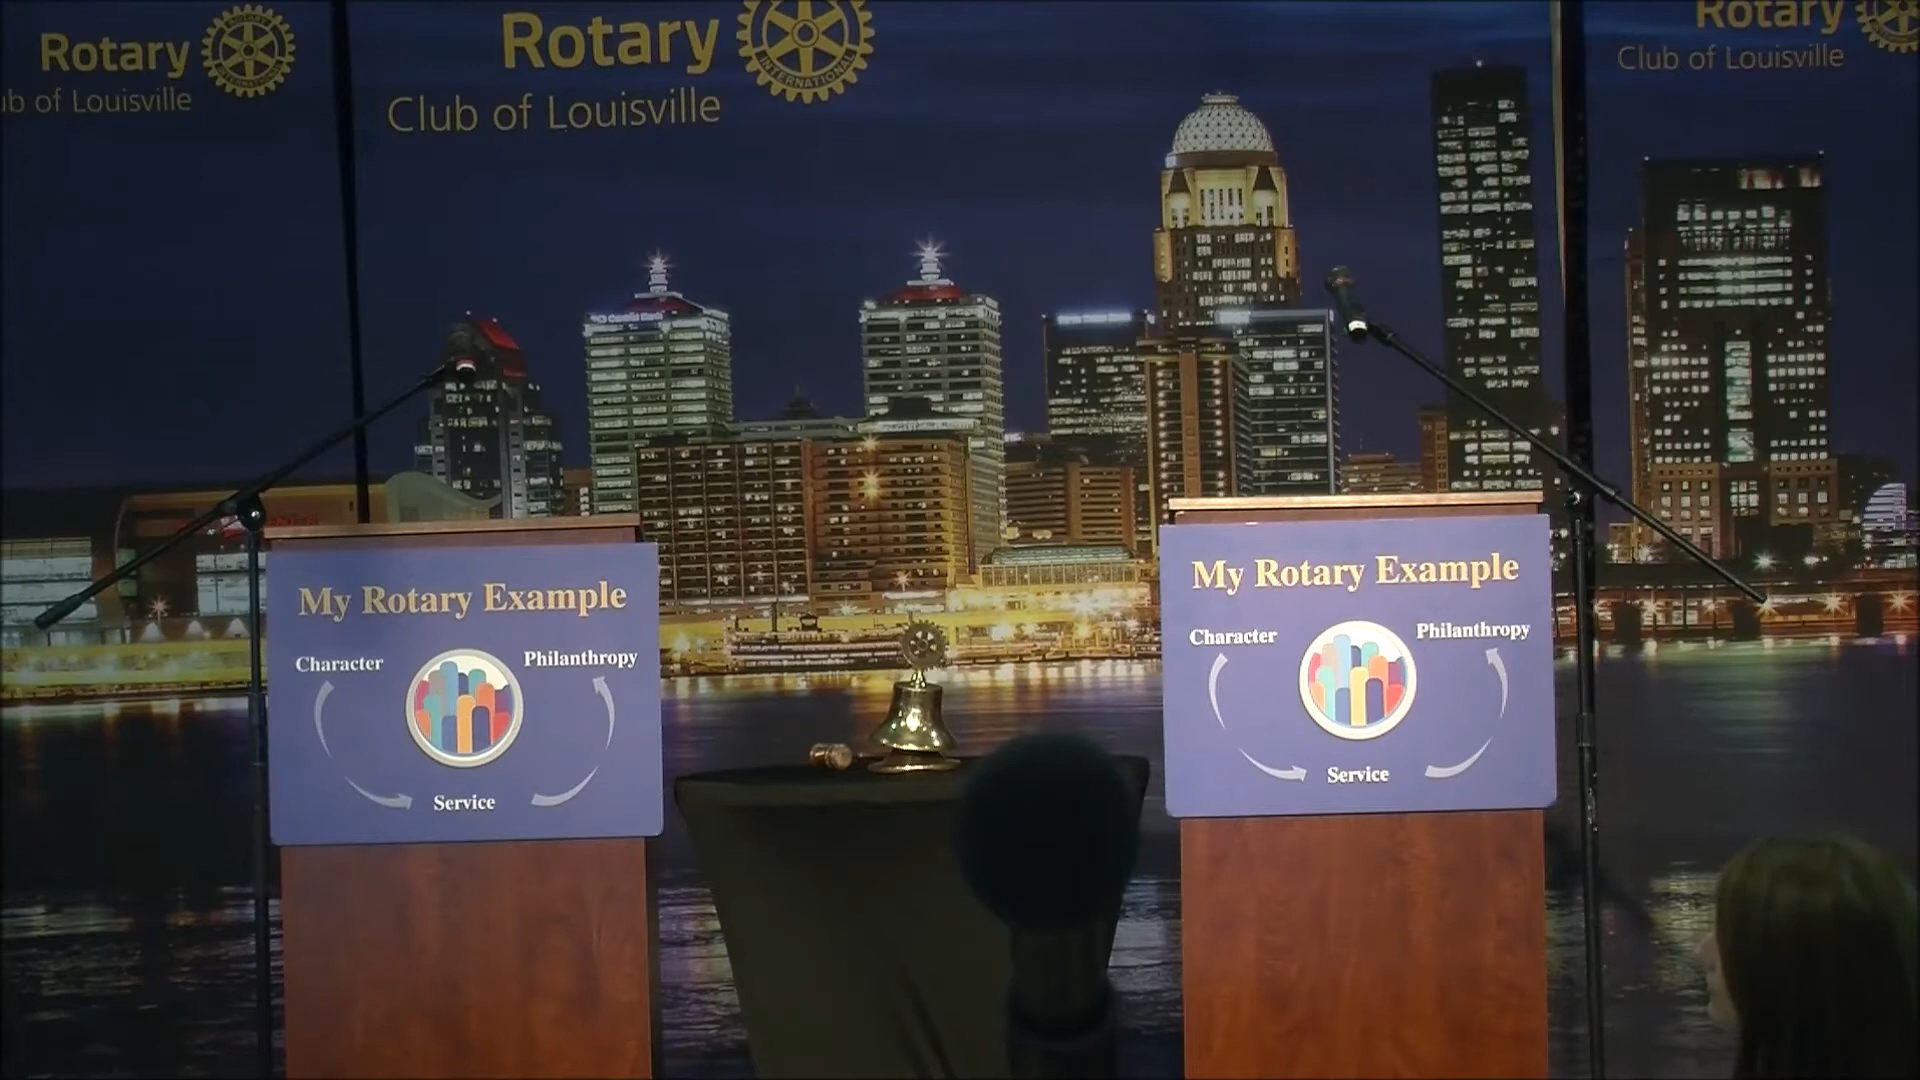 Rotary
ub of Louisville
Rotary
INTERNATIONAL
Club of Louisville
Rotary
Club of Louisville
My Rotary Example
Character
Philanthropy
Service
My Rotary Example
Character
Philanthropy
Service